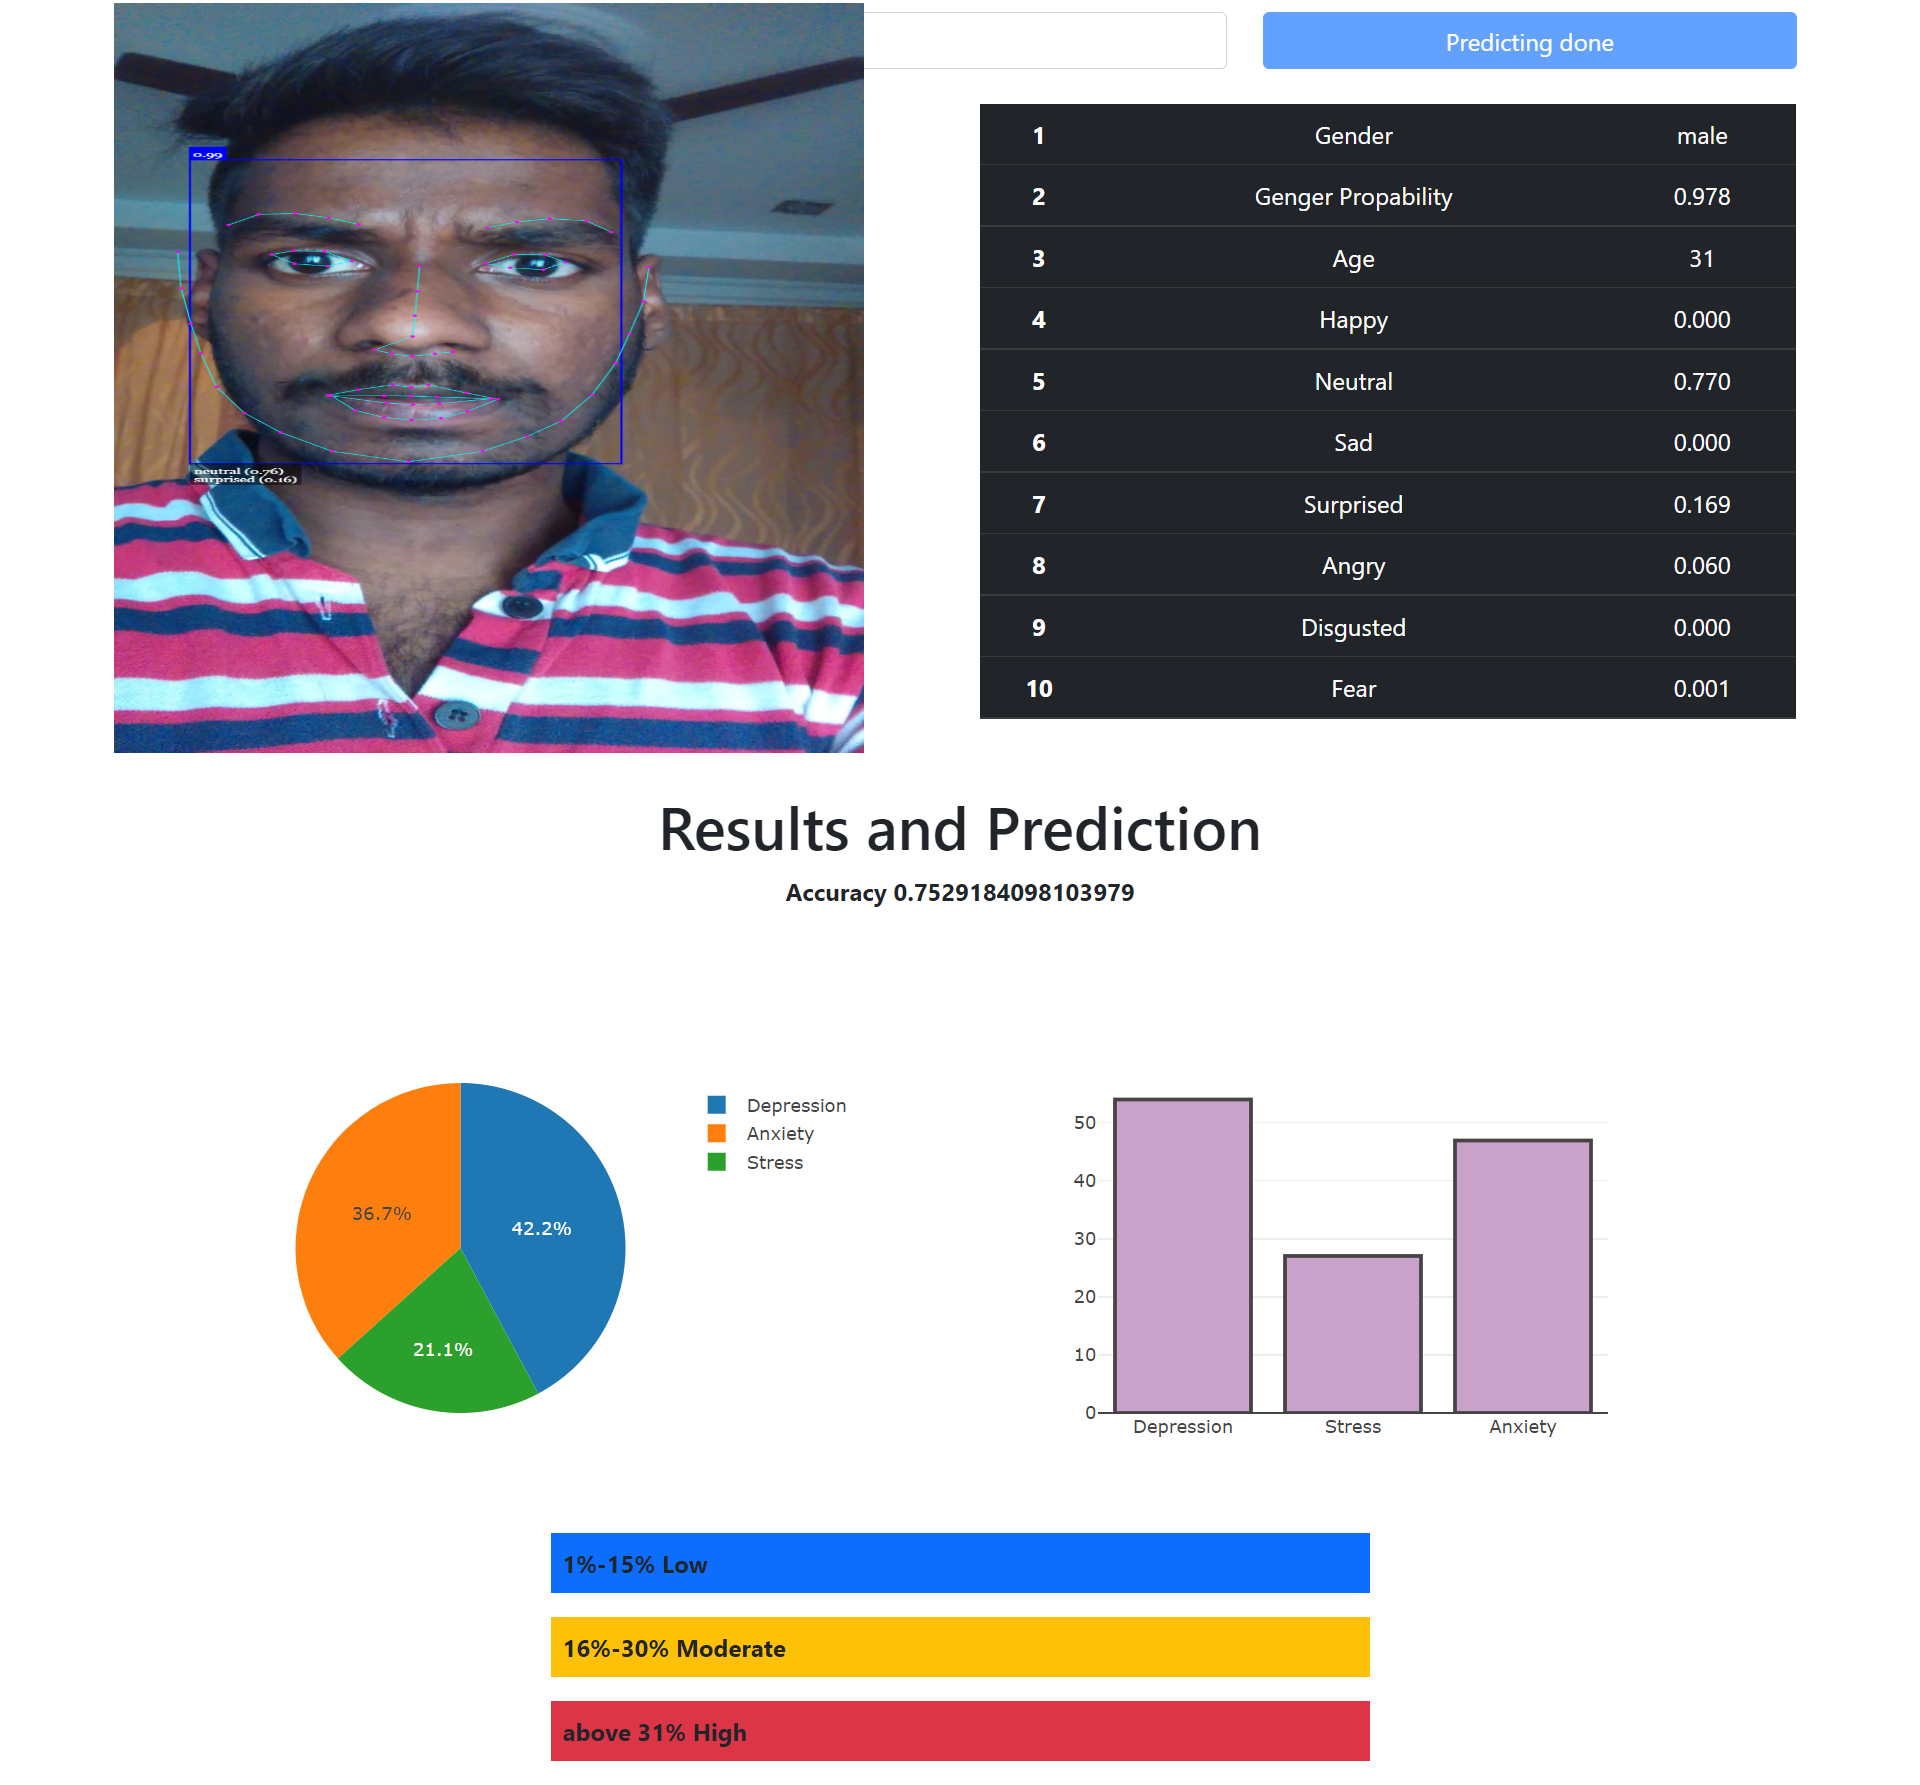 Predicting done
0.99
neutral (0.76)
surprised (0.16)
1 Gender male
2 Genger Propability 0.978
3 Age 31
4 Happy 0.000
5 Neutral 0.770
6 Sad 0.000
7 Surprised 0.169
8 Angry 0.060
9 Disgusted 0.000
10 Fear 0.001
Results and Prediction
Accuracy 0.7529184098103979
36.7%
42.2%
21.1%
Depression
Anxiety
Stress
50
40
30
20
10
0
Depression Stress Anxiety
1%-15% Low
16%-30% Moderate
above 31% High